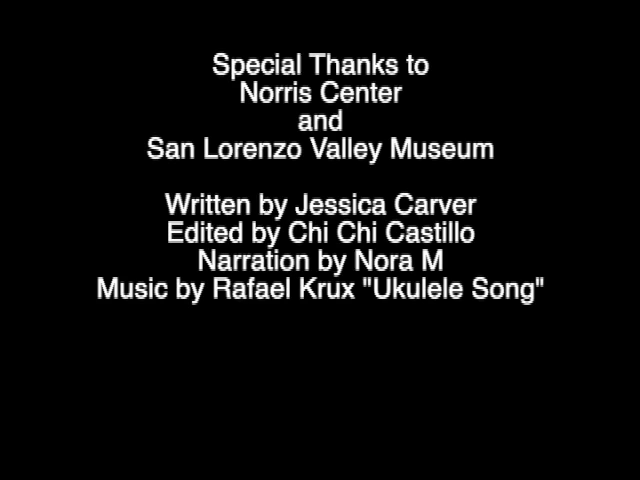 Special Thanks to
Norris Center
and
San Lorenzo Valley Museum
Written by Jessica Carver
Edited by Chi Chi Castillo
Narration by Nora M
Music by Rafael Krux "Ukulele Song"